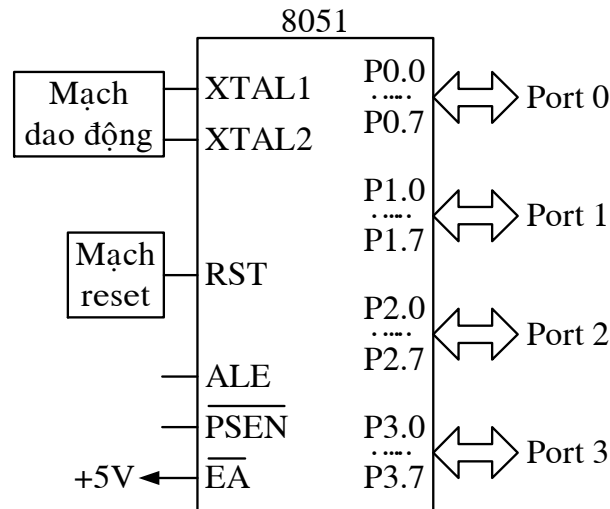 8051
Mạch
dao động
XTAL1
XTAL2
Mạch
reset
RST
ALE
PSEN
+5V
EA
P0.0
.....
P0.7
Port 0
P1.0
.....
P1.7
Port 1
P2.0
.....
P2.7
Port 2
P3.0
.....
P3.7
Port 3